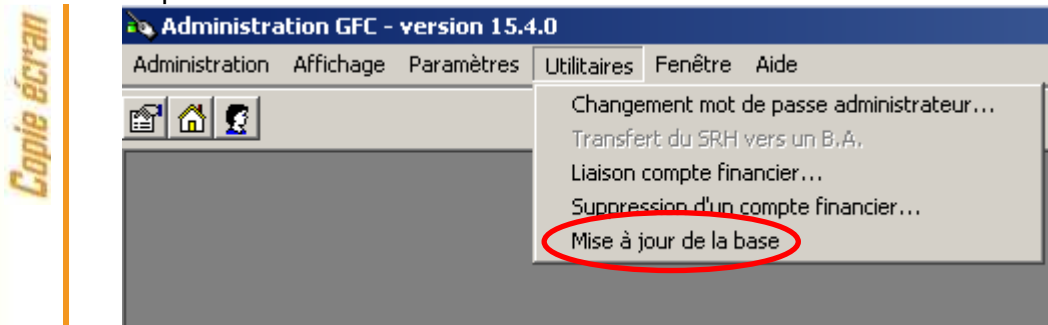 Copie écran
Administration GFC - version 15.4.0
Administration Affichage Paramètres Utilitaires Fenêtre Aide
Changement mot de passe administrateur...
Transfert du SRH vers un B.A.
Liaison compte financier...
Suppression d'un compte financier...
Mise à jour de la base